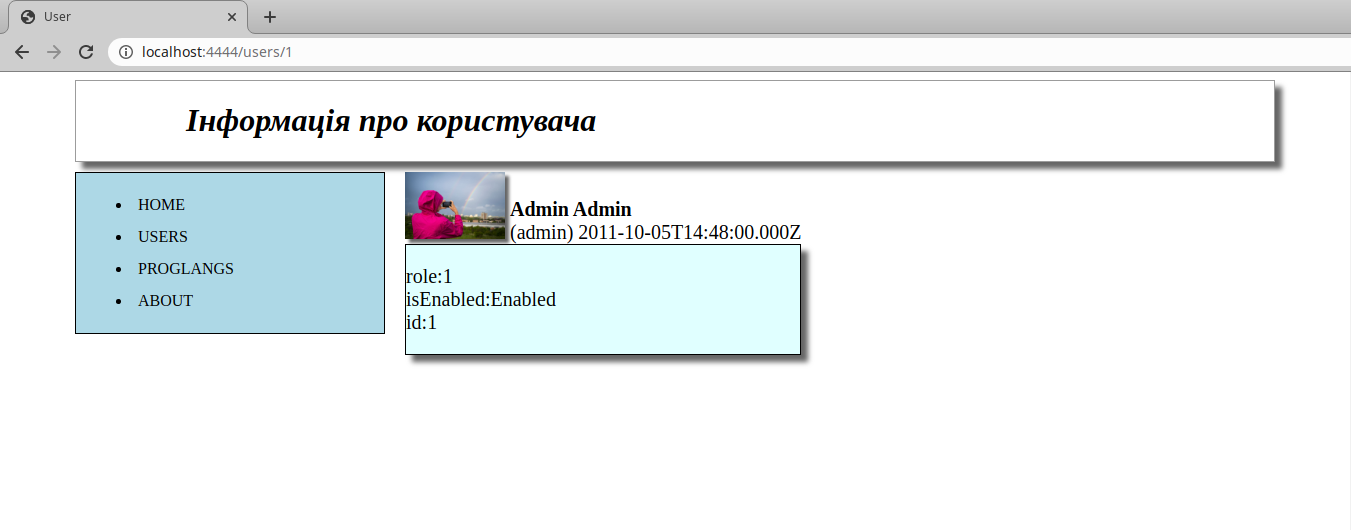 User
localhost:4444/users/1
Інформація про користувача
HOME
USERS
PROGLANGS
ABOUT
Admin Admin
(admin) 2011-10-05T14:48:00.000Z
role:1
isEnabled:Enabled
id:1